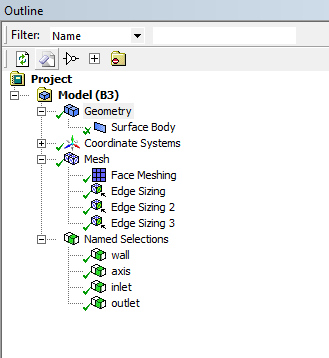 Outline
Filter: Name
Project
Model (B3)
Geometry
Surface Body
Coordinate Systems
Mesh
Face Meshing
Edge Sizing
Edge Sizing 2
Edge Sizing 3
Named Selections
wall
axis
inlet
outlet